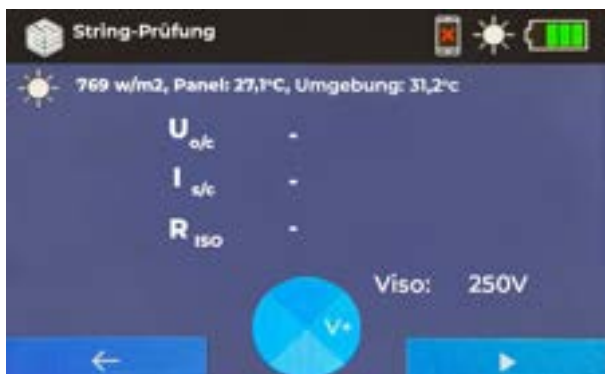 String-Prüfung
769 w/m2, Panel: 27,1°C, Umgebung: 31,2°c
U o/c -
I s/c -
R ISO -
Viso: 250V
V+